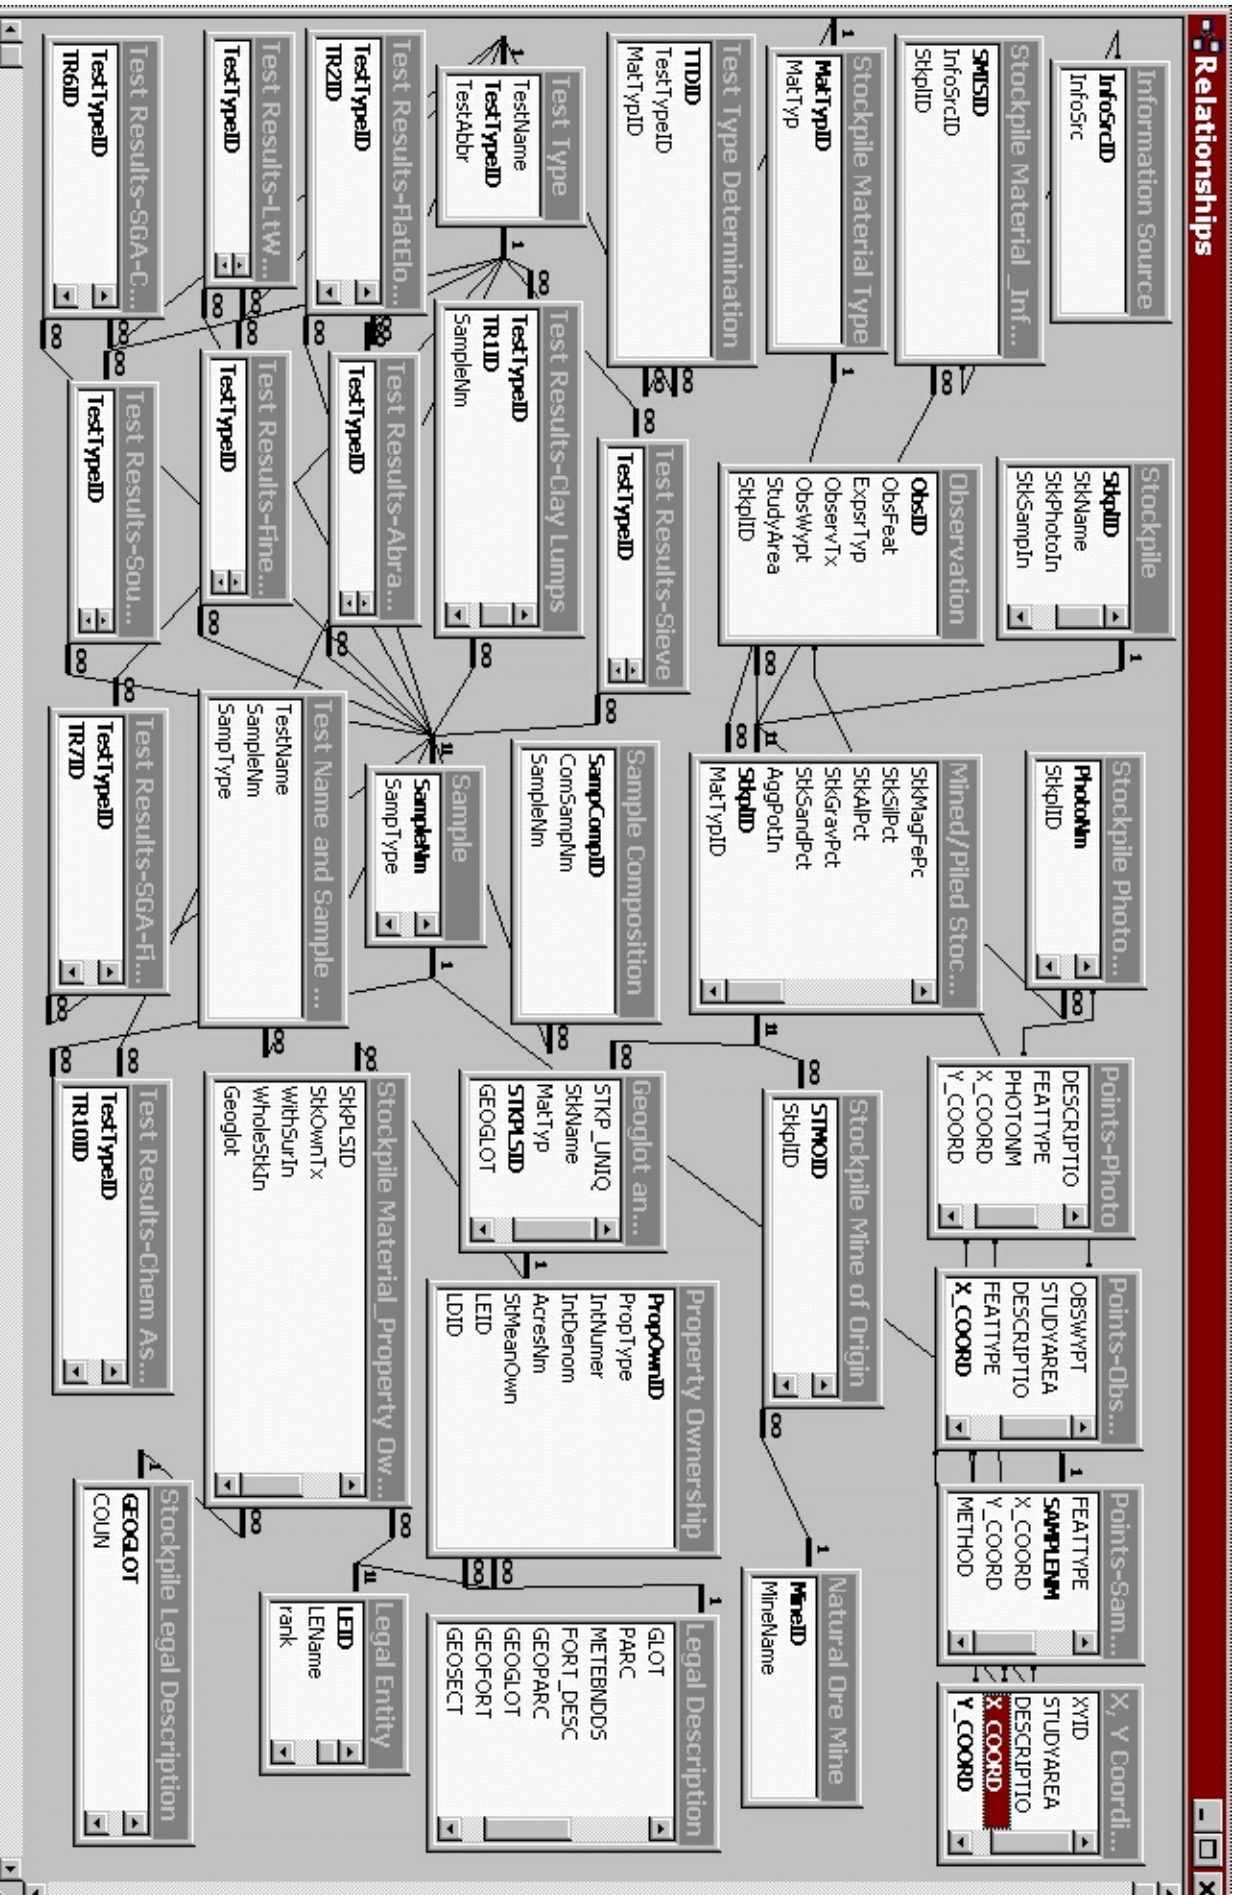 Relationships
Information Source
InfoSrcID
InfoSrc
Stockpile
StkplID
StkName
StkPhotoIn
StkSampIn
Stockpile Photo...
PhotoNm
StkplID
Points-Photo
DESCRIPTIO
FEATTYPE
PHOTONM
X_COORD
Y_COORD
Points-Obs...
OBSWYPT
STUDYAREA
DESCRIPTIO
FEATTYPE
X_COORD
Points-Sam...
FEATTYPE
SAMPLENM
X_COORD
Y_COORD
METHOD
X, Y Coordi...
XYID
STUDYAREA
DESCRIPTIO
X_COORD
Y_COORD
Stockpile Material _Inf...
SMISID
InfoSrcID
StkplID
Observation
ObsID
ObsFeat
ExpsrTyp
ObservTx
ObsWypt
StudyArea
StkplID
Mined/Piled Stoc...
StkMagFePc
StkSilPct
StkAlPct
StkGravPct
StkSandPct
AggPotIn
StkplID
MatTypID
Stockpile Material Type
MatTypID
MatTyp
Stockpile Mine of Origin
STMOID
StkplID
Natural Ore Mine
MineID
MineName
Test Type Determination
TTDID
TestTypeID
MatTypID
Test Results-Sieve
TestTypeID
Sample Composition
SampCompID
ComSampNm
SampleNm
Geoglot an...
STKP_UNIQ
StkName
MatTyp
STKPLSID
GEOGLOT
Property Ownership
PropOwnID
PropType
IntNumer
IntDenom
AcresNm
StMeanOwn
LEID
LDID
Legal Description
GLOT
PARC
METEBNDDS
FORT_DESC
GEOPARC
GEOGLOT
GEOFORT
GEOSECT
Test Type
TestName
TestTypeID
TestAbbr
Test Results-Clay Lumps
TestTypeID
TR1ID
SampleNm
Sample
SampleNm
SampType
Test Results-FlatElo...
TestTypeID
TR2ID
Test Results-Abra...
TestTypeID
Test Name and Sample ...
TestName
SampleNm
SampType
Stockpile Material_Property Ow...
StkPLSID
StkOwnTx
WithSurIn
WholeStkIn
Geoglot
Legal Entity
LEID
LEName
rank
Test Results-LtW...
TestTypeID
Test Results-Fine...
TestTypeID
Test Results-SGA-C...
TestTypeID
TR6ID
Test Results-Sou...
TestTypeID
Test Results-SGA-Fi...
TestTypeID
TR7ID
Test Results-Chem As...
TestTypeID
TR10ID
Stockpile Legal Description
GEOGLOT
COUN